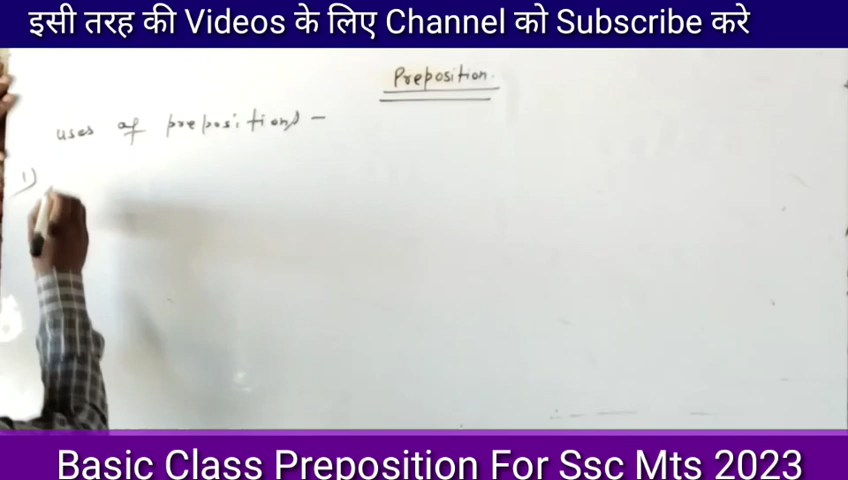 इसी तरह की Videos के लिए Channel को Subscribe करे
Preposition.
uses of prepositions –
1)
Basic Class Preposition For Ssc Mts 2023